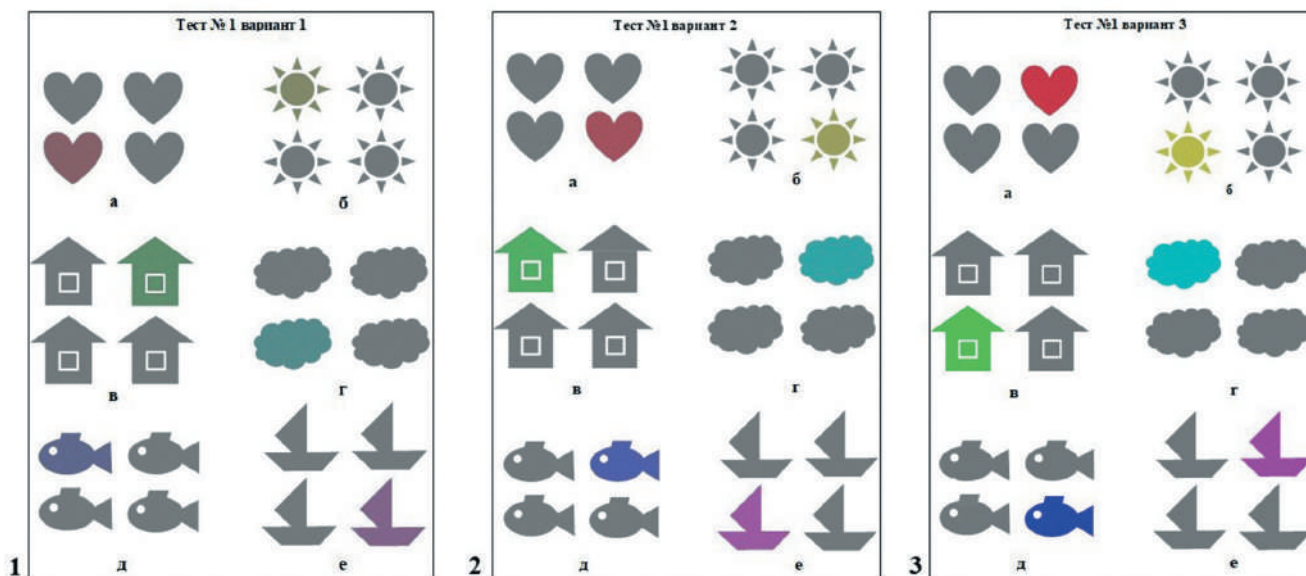 Тест № 1 вариант 1
а
б
в
г
д
е
1
Тест №1 вариант 2
а
б
в
г
д
е
2
Тест №1 вариант 3
а
б
в
г
д
е
3